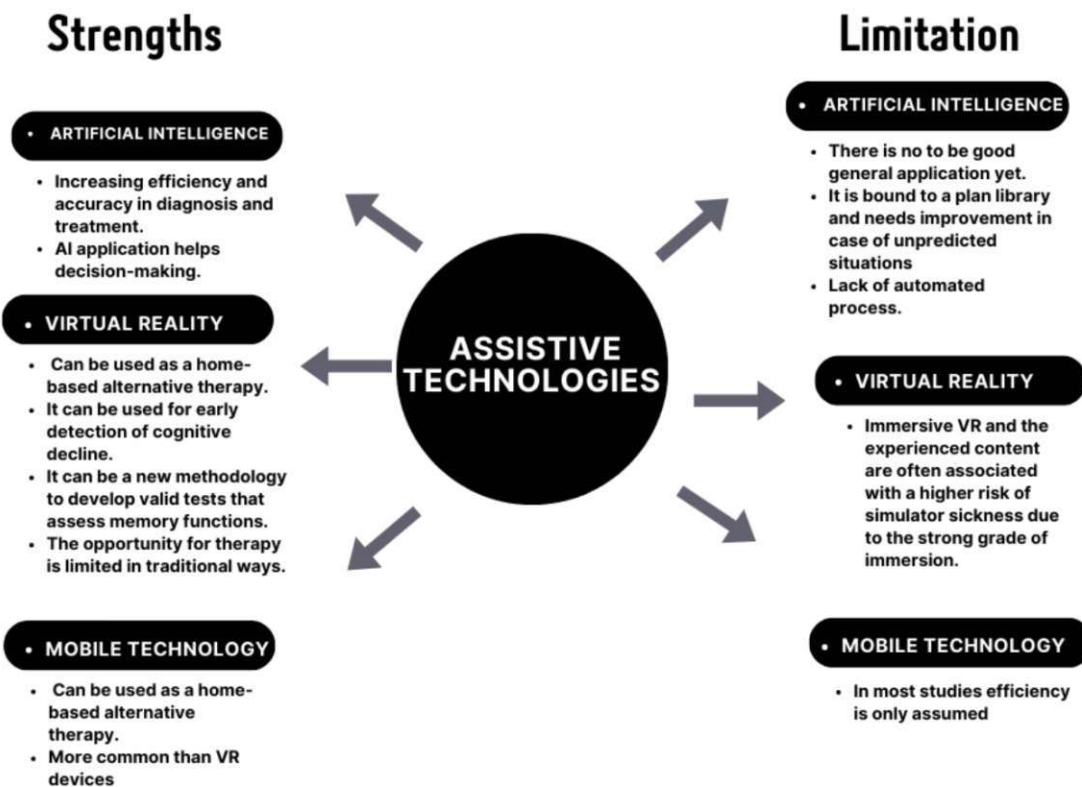 Strengths
• ARTIFICIAL INTELLIGENCE
• Increasing efficiency and
accuracy in diagnosis and
treatment.
• AI application helps
decision-making.
• VIRTUAL REALITY
• Can be used as a home-
based alternative therapy.
• It can be used for early
detection of cognitive
decline.
• It can be a new methodology
to develop valid tests that
assess memory functions.
• The opportunity for therapy
is limited in traditional ways.
• MOBILE TECHNOLOGY
• Can be used as a home-
based alternative
therapy.
• More common than VR
devices
ASSISTIVE
TECHNOLOGIES
Limitation
• ARTIFICIAL INTELLIGENCE
• There is no to be good
general application yet.
• It is bound to a plan library
and needs improvement in
case of unpredicted
situations
• Lack of automated
process.
• VIRTUAL REALITY
• Immersive VR and the
experienced content
are often associated
with a higher risk of
simulator sickness due
to the strong grade of
immersion.
• MOBILE TECHNOLOGY
• In most studies efficiency
is only assumed